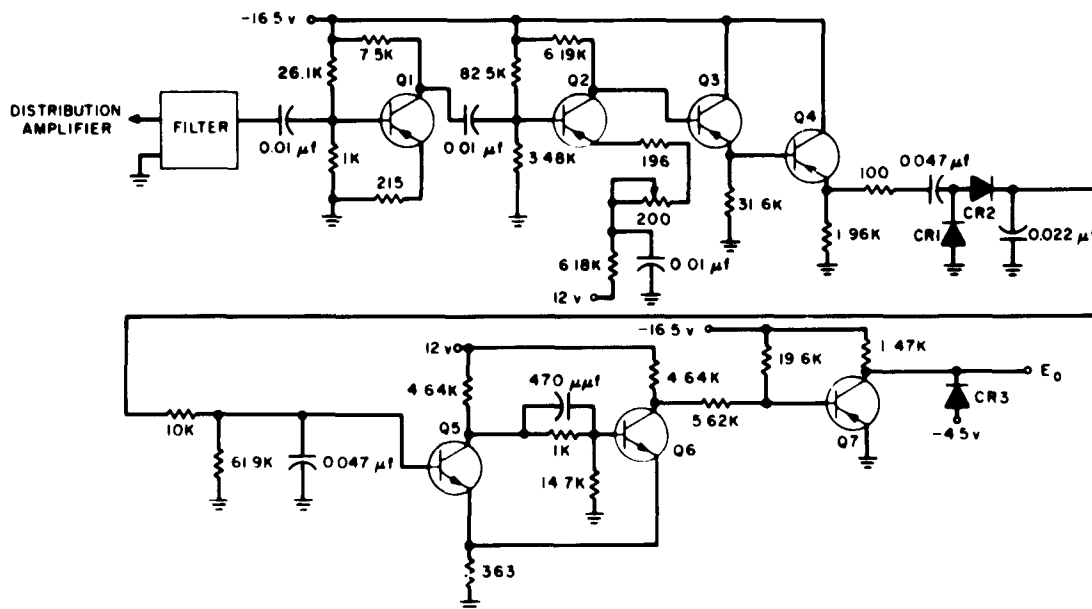 -16.5 v
7.5K
6.19K
26.1K
Q1
82.5K
Q2
Q3
Q4
DISTRIBUTION
AMPLIFIER
FILTER
0.01 μf
1K
0.01 μf
3.48K
196
100
0.047 μf
215
200
31.6K
CR2
CR1
1.96K
0.022 μf
6.18K
0.01 μf
12 v
-16.5 v
12 v
19.6K
1.47K
4.64K
470 μμf
4.64K
E0
10K
Q5
5.62K
CR3
1K
Q6
Q7
-4.5v
61.9K
0.047 μf
14.7K
363